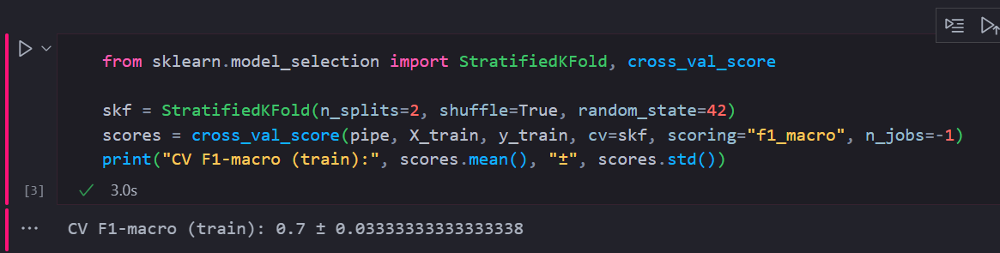 from sklearn.model_selection import StratifiedKFold, cross_val_score
skf = StratifiedKFold(n_splits=2, shuffle=True, random_state=42)
scores = cross_val_score(pipe, X_train, y_train, cv=skf, scoring="f1_macro", n_jobs=-1)
print("CV F1-macro (train):", scores.mean(), "±", scores.std())
[3] 3.0s
CV F1-macro (train): 0.7 ± 0.03333333333333338